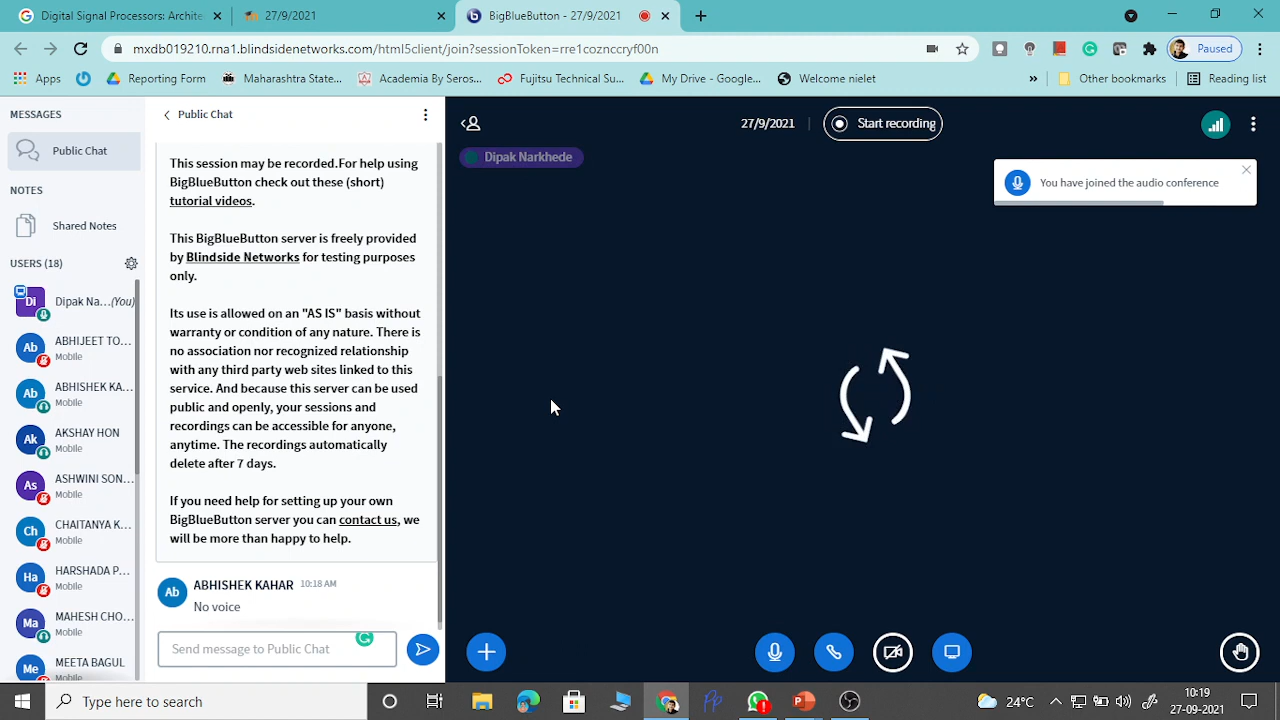 Digital Signal Processors: Archite
27/9/2021
BigBlueButton - 27/9/2021
mxdb019210.rna1.blindsidenetworks.com/html5client/join?sessionToken=rre1coznccryf00n
Paused
Apps
Reporting Form
Maharashtra State...
Academia By Seros...
Fujitsu Technical Su...
My Drive - Google...
Welcome nielet
Other bookmarks
Reading list
MESSAGES
Public Chat
NOTES
Shared Notes
USERS (18)
Di
Dipak Na... (You)
Ab
ABHIJEET TO...
Mobile
Ab
ABHISHEK KA...
Mobile
Ak
AKSHAY HON
Mobile
As
ASHWINI SON...
Mobile
Ch
CHAITANYA K...
Mobile
Ha
HARSHADA P...
Mobile
Ma
MAHESH CHO...
Mobile
Me
MEETA BAGUL
Public Chat
This session may be recorded.For help using
BigBlueButton check out these (short)
tutorial videos.
This BigBlueButton server is freely provided
by Blindside Networks for testing purposes
only.
Its use is allowed on an "AS IS" basis without
warranty or condition of any nature. There is
no association nor recognized relationship
with any third party web sites linked to this
service. And because this server can be used
public and openly, your sessions and
recordings can be accessible for anyone,
anytime. The recordings automatically
delete after 7 days.
If you need help for setting up your own
BigBlueButton server you can contact us, we
will be more than happy to help.
Ab
ABHISHEK KAHAR 10:18 AM
No voice
Send message to Public Chat
27/9/2021
Start recording
Dipak Narkhede
You have joined the audio conference
Type here to search
24°C
10:19
27-09-2021